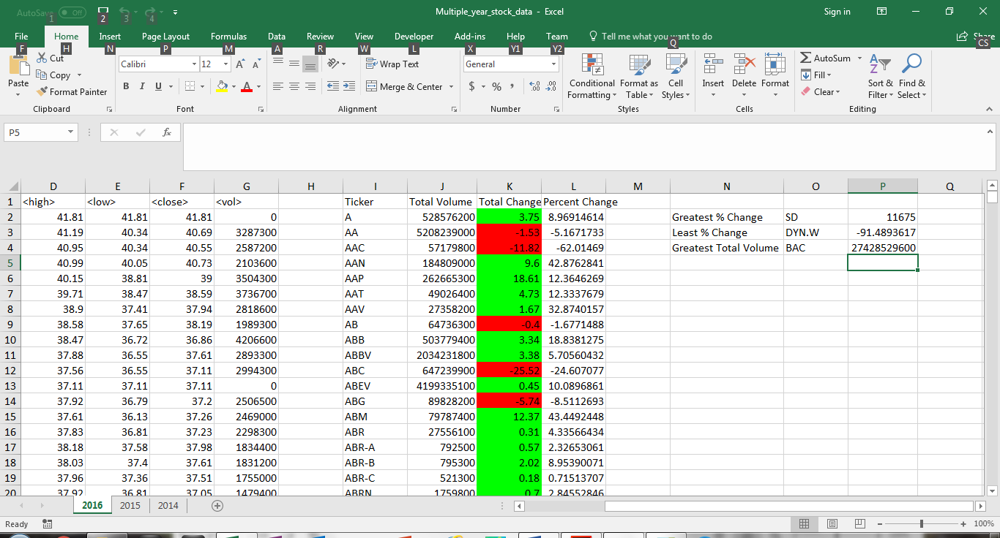 AutoSave Off Multiple_year_stock_data - Excel Sign in
1 2 3 4
File Home Insert Page Layout Formulas Data Review View Developer Add-ins Help Team Tell me what you want to do Share
F H N P M A R W L X Y1 Y2 Q CS
Paste Cut Copy Format Painter
Clipboard
Calibri 12
B I U A
Font
Wrap Text
Merge & Center
Alignment
General
$ % ,
Number
Conditional Formatting Format as Table Cell Styles
Styles
Insert Delete Format
Cells
AutoSum Fill Clear Sort & Filter Find & Select
Editing
P5 fx
D E F G H I J K L M N O P Q
1 <high> <low> <close> <vol> Ticker Total Volume Total Change Percent Change
2 41.81 41.81 41.81 0 A 528576200 3.75 8.96914614 Greatest % Change SD 11675
3 41.19 40.34 40.69 3287300 AA 5208239000 -1.53 -5.1671733 Least % Change DYN.W -91.4893617
4 40.95 40.34 40.55 2587200 AAC 57179800 -11.82 -62.01469 Greatest Total Volume BAC 27428529600
5 40.99 40.05 40.73 2103600 AAN 184809000 9.6 42.8762841
6 40.15 38.81 39 3504300 AAP 262665300 18.61 12.3646269
7 39.71 38.47 38.59 3736700 AAT 49026400 4.73 12.3337679
8 38.9 37.41 37.94 2818600 AAV 27358200 1.67 32.8740157
9 38.58 37.65 38.19 1989300 AB 64736300 -0.4 -1.6771488
10 38.47 36.72 36.86 4206600 ABB 503779400 3.34 18.8381275
11 37.88 36.55 37.61 2893300 ABBV 2034231800 3.38 5.70560432
12 37.56 36.55 37.11 2994300 ABC 647239900 -25.52 -24.607077
13 37.11 37.11 37.11 0 ABEV 4199335100 0.45 10.0896861
14 37.92 36.79 37.2 2506500 ABG 89828200 -5.74 -8.5112693
15 37.61 36.13 37.26 2469000 ABM 79787400 12.37 43.4492448
16 37.83 36.81 37.23 2298300 ABR 27556100 0.31 4.33566434
17 38.18 37.58 37.98 1834400 ABR-A 792500 0.57 2.32653061
18 38.03 37.4 37.61 1831200 ABR-B 795300 2.02 8.95390071
19 37.96 37.36 37.51 1755000 ABR-C 521300 0.18 0.71513707
20 37.92 36.81 37.05 1479400 ABRN 1759800 0.7 2.84552846
2016 2015 2014
Ready 100%